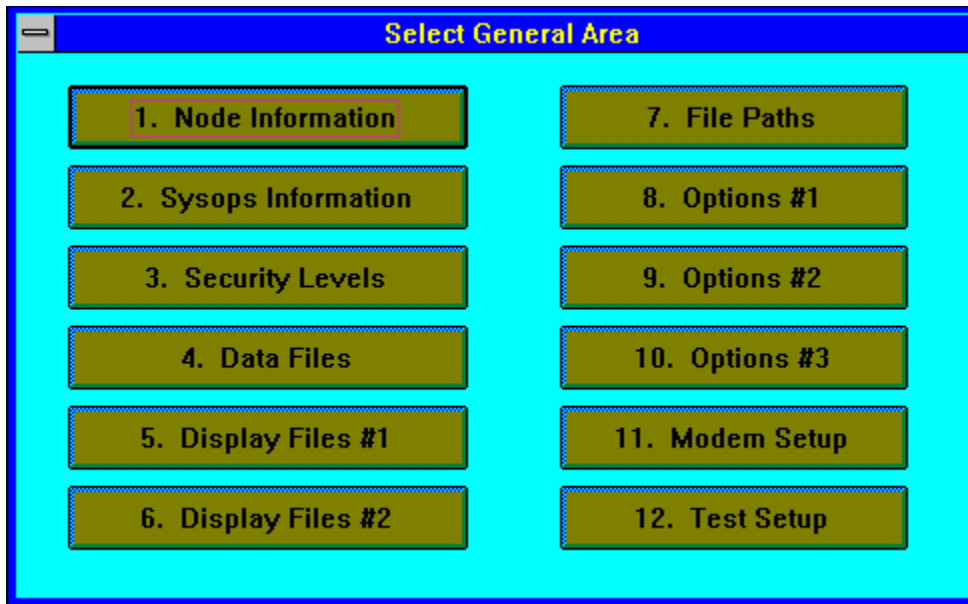 Select General Area
1. Node Information
2. Sysops Information
3. Security Levels
4. Data Files
5. Display Files #1
6. Display Files #2
7. File Paths
8. Options #1
9. Options #2
10. Options #3
11. Modem Setup
12. Test Setup